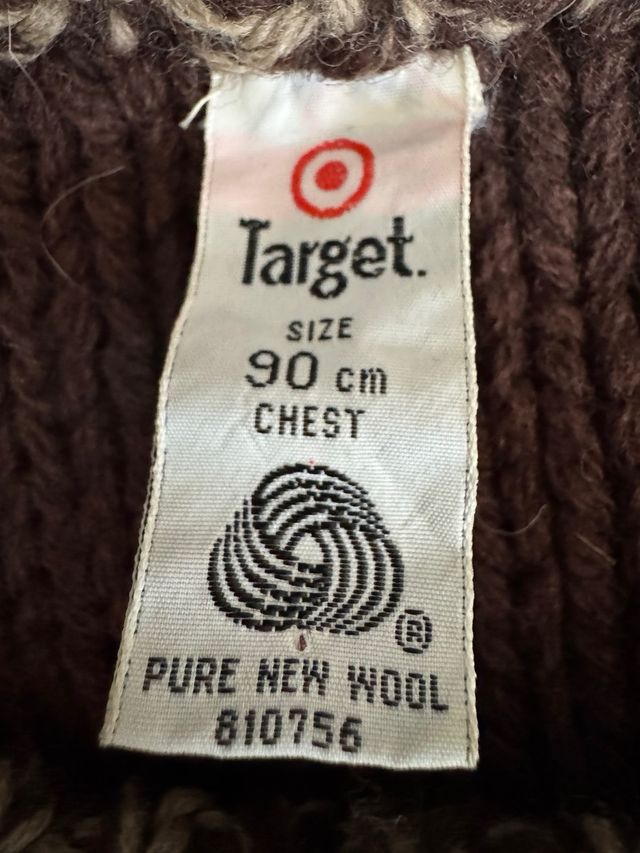 Target.
SIZE
90 cm
CHEST
®
PURE NEW WOOL
810756